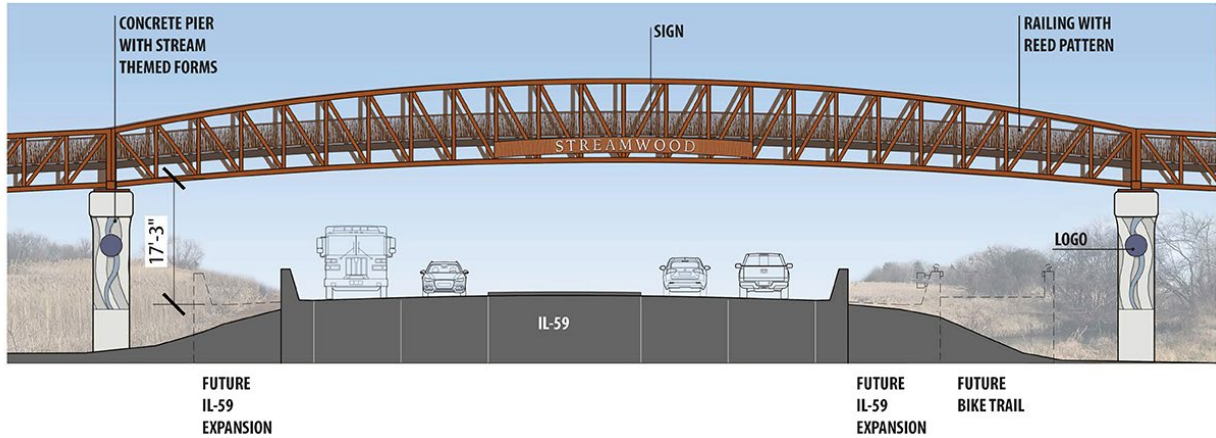 CONCRETE PIER
WITH STREAM
THEMED FORMS
SIGN
RAILING WITH
REED PATTERN
STREAMWOOD
17'-3"
LOGO
IL-59
FUTURE
IL-59
EXPANSION
FUTURE
IL-59
EXPANSION
FUTURE
BIKE TRAIL